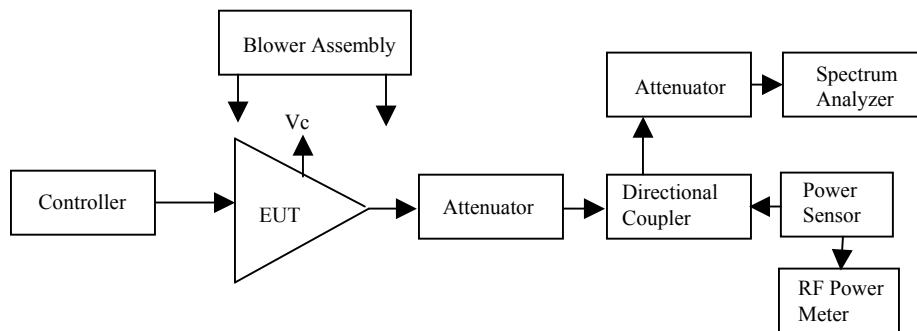 Blower Assembly
Vc
Attenuator
Spectrum
Analyzer
Controller
EUT
Attenuator
Directional
Coupler
Power
Sensor
RF Power
Meter